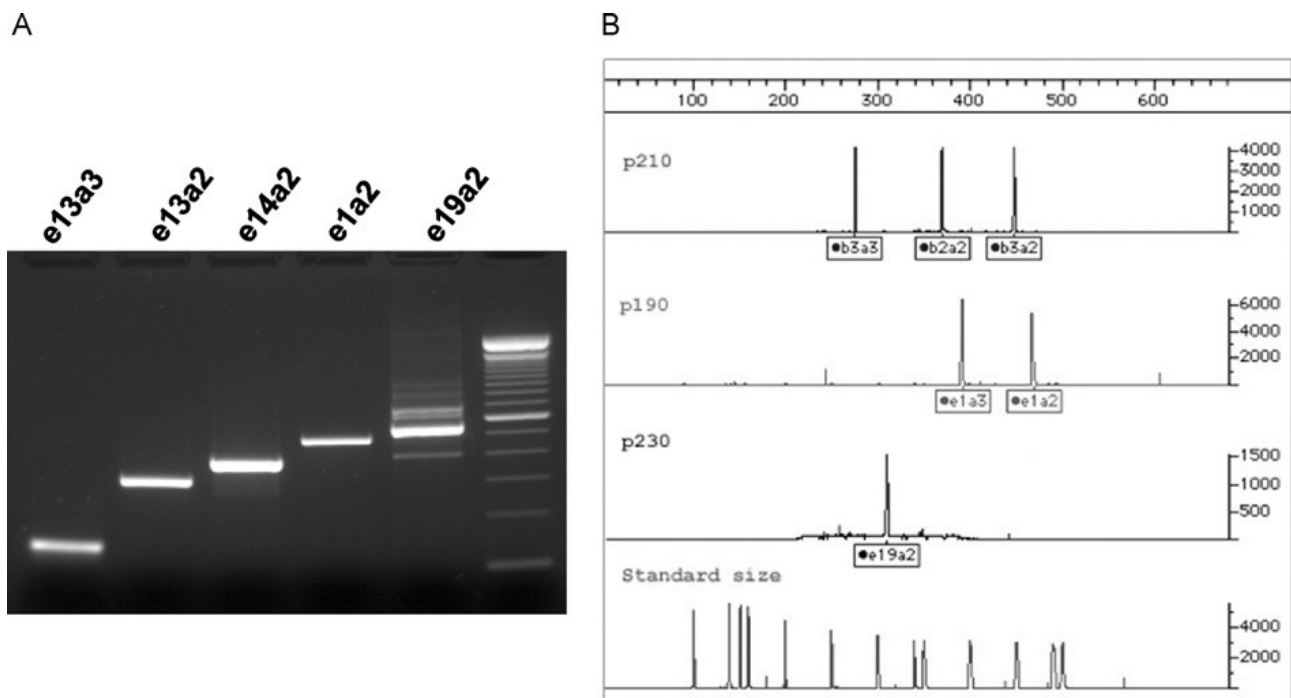 A
B
e13a3
e13a2
e14a2
e1a2
e19a2
100 200 300 400 500 600
p210
4000
3000
2000
1000
●b3a3 ●b2a2 ●b3a2
p190
6000
4000
2000
●e1a3 ●e1a2
p230
1500
1000
500
●e19a2
Standard size
4000
2000